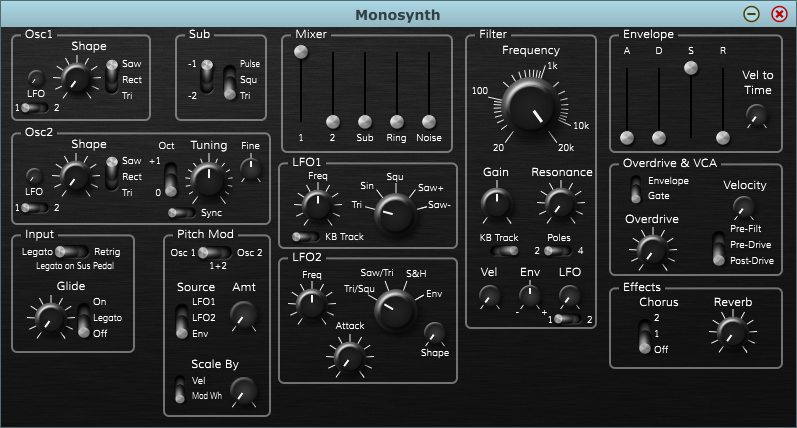 Monosynth
Osc1
Shape
Saw
Rect
Tri
LFO
1 2
Sub
-1
-2
Pulse
Squ
Tri
Osc2
Shape
Saw
Rect
Tri
LFO
1 2
Oct
+1
0
Tuning
Fine
Sync
Input
Legato Retrig
Legato on Sus Pedal
Glide
On
Legato
Off
Pitch Mod
Osc 1 Osc 2
1+2
Source
LFO1
LFO2
Env
Amt
Scale By
Vel
Mod Wh
Mixer
1 2 Sub Ring Noise
LFO1
Freq
KB Track
Tri
Sin
Squ
Saw+
Saw-
LFO2
Freq
Tri/Squ
Saw/Tri
S&H
Env
Attack
Shape
Filter
Frequency
20
100
1k
10k
20k
Gain
Resonance
KB Track
2 Poles 4
Vel
Env
- +
LFO
1 2
Envelope
A D S R
Vel to
Time
Overdrive & VCA
Envelope
Gate
Velocity
Overdrive
Pre-Filt
Pre-Drive
Post-Drive
Effects
Chorus
2
1
Off
Reverb